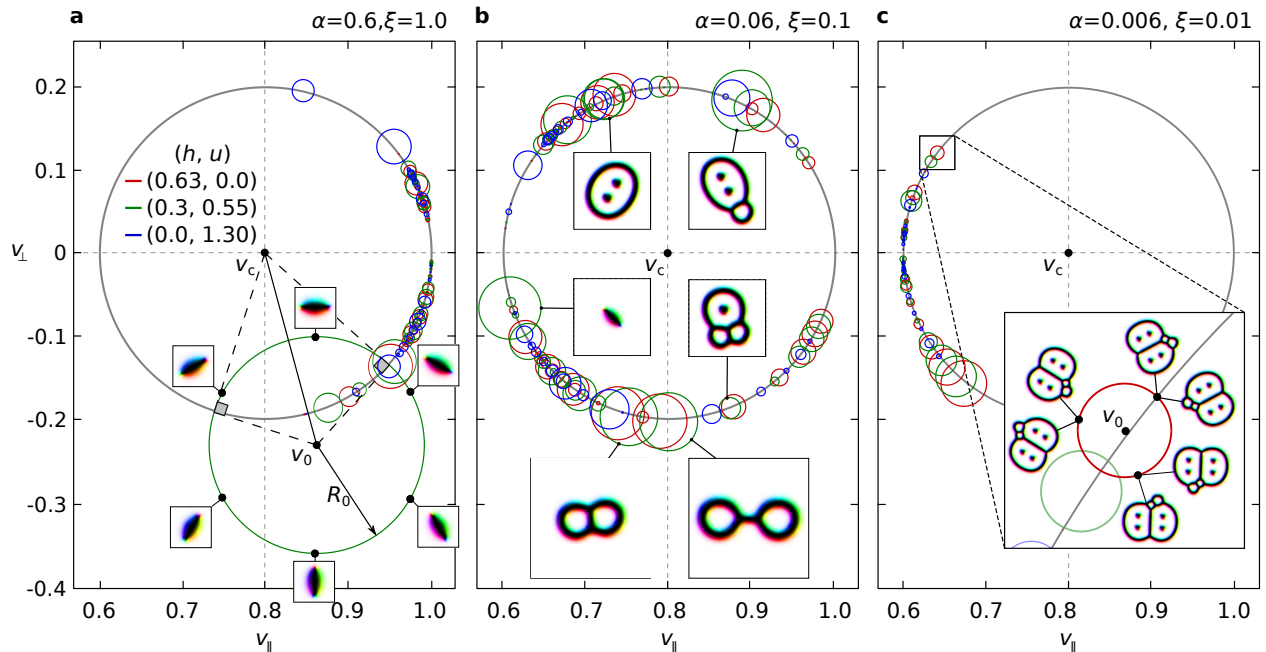 a
α=0.6,ξ=1.0
b
α=0.06, ξ=0.1
c
α=0.006, ξ=0.01
0.2
0.1
0
-0.1
-0.2
-0.3
-0.4
v⊥
(h, u)
(0.63, 0.0)
(0.3, 0.55)
(0.0, 1.30)
vc
v0
R0
vc
vc
v0
0.6 0.7 0.8 0.9 1.0
0.6 0.7 0.8 0.9 1.0
0.6 0.7 0.8 0.9 1.0
v∥
v∥
v∥